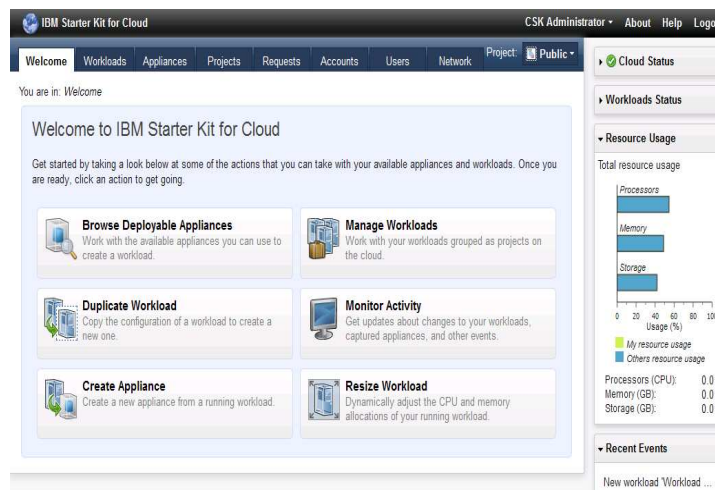 IBM Starter Kit for Cloud
CSK Administrator
About
Help
Logo
Welcome
Workloads
Appliances
Projects
Requests
Accounts
Users
Network
Project:
Public
You are in: Welcome
Welcome to IBM Starter Kit for Cloud
Get started by taking a look below at some of the actions that you can take with your available appliances and workloads. Once you
are ready, click an action to get going.
Browse Deployable Appliances
Work with the available appliances you can use to
create a workload.
Manage Workloads
Work with your workloads grouped as projects on
the cloud.
Duplicate Workload
Copy the configuration of a workload to create a
new one.
Monitor Activity
Get updates about changes to your workloads,
captured appliances, and other events.
Create Appliance
Create a new appliance from a running workload.
Resize Workload
Dynamically adjust the CPU and memory
allocations of your running workload.
Cloud Status
Workloads Status
Resource Usage
Total resource usage
Processors
Memory
Storage
0 20 40 60 80 100
Usage (%)
My resource usage
Others resource usage
Processors (CPU): 0.0
Memory (GB): 0.0
Storage (GB): 0.0
Recent Events
New workload 'Workload ...